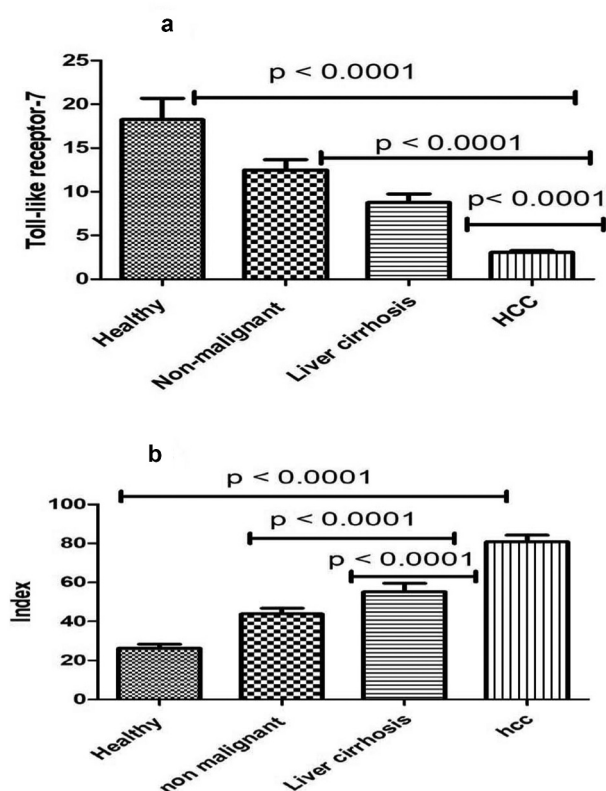 a
Toll-like receptor-7
25
20
15
10
5
0
p < 0.0001
p < 0.0001
p< 0.0001
Healthy
Non-malignant
Liver cirrhosis
HCC
b
Index
100
80
60
40
20
0
p < 0.0001
p < 0.0001
p < 0.0001
Healthy
non malignant
Liver cirrhosis
hcc